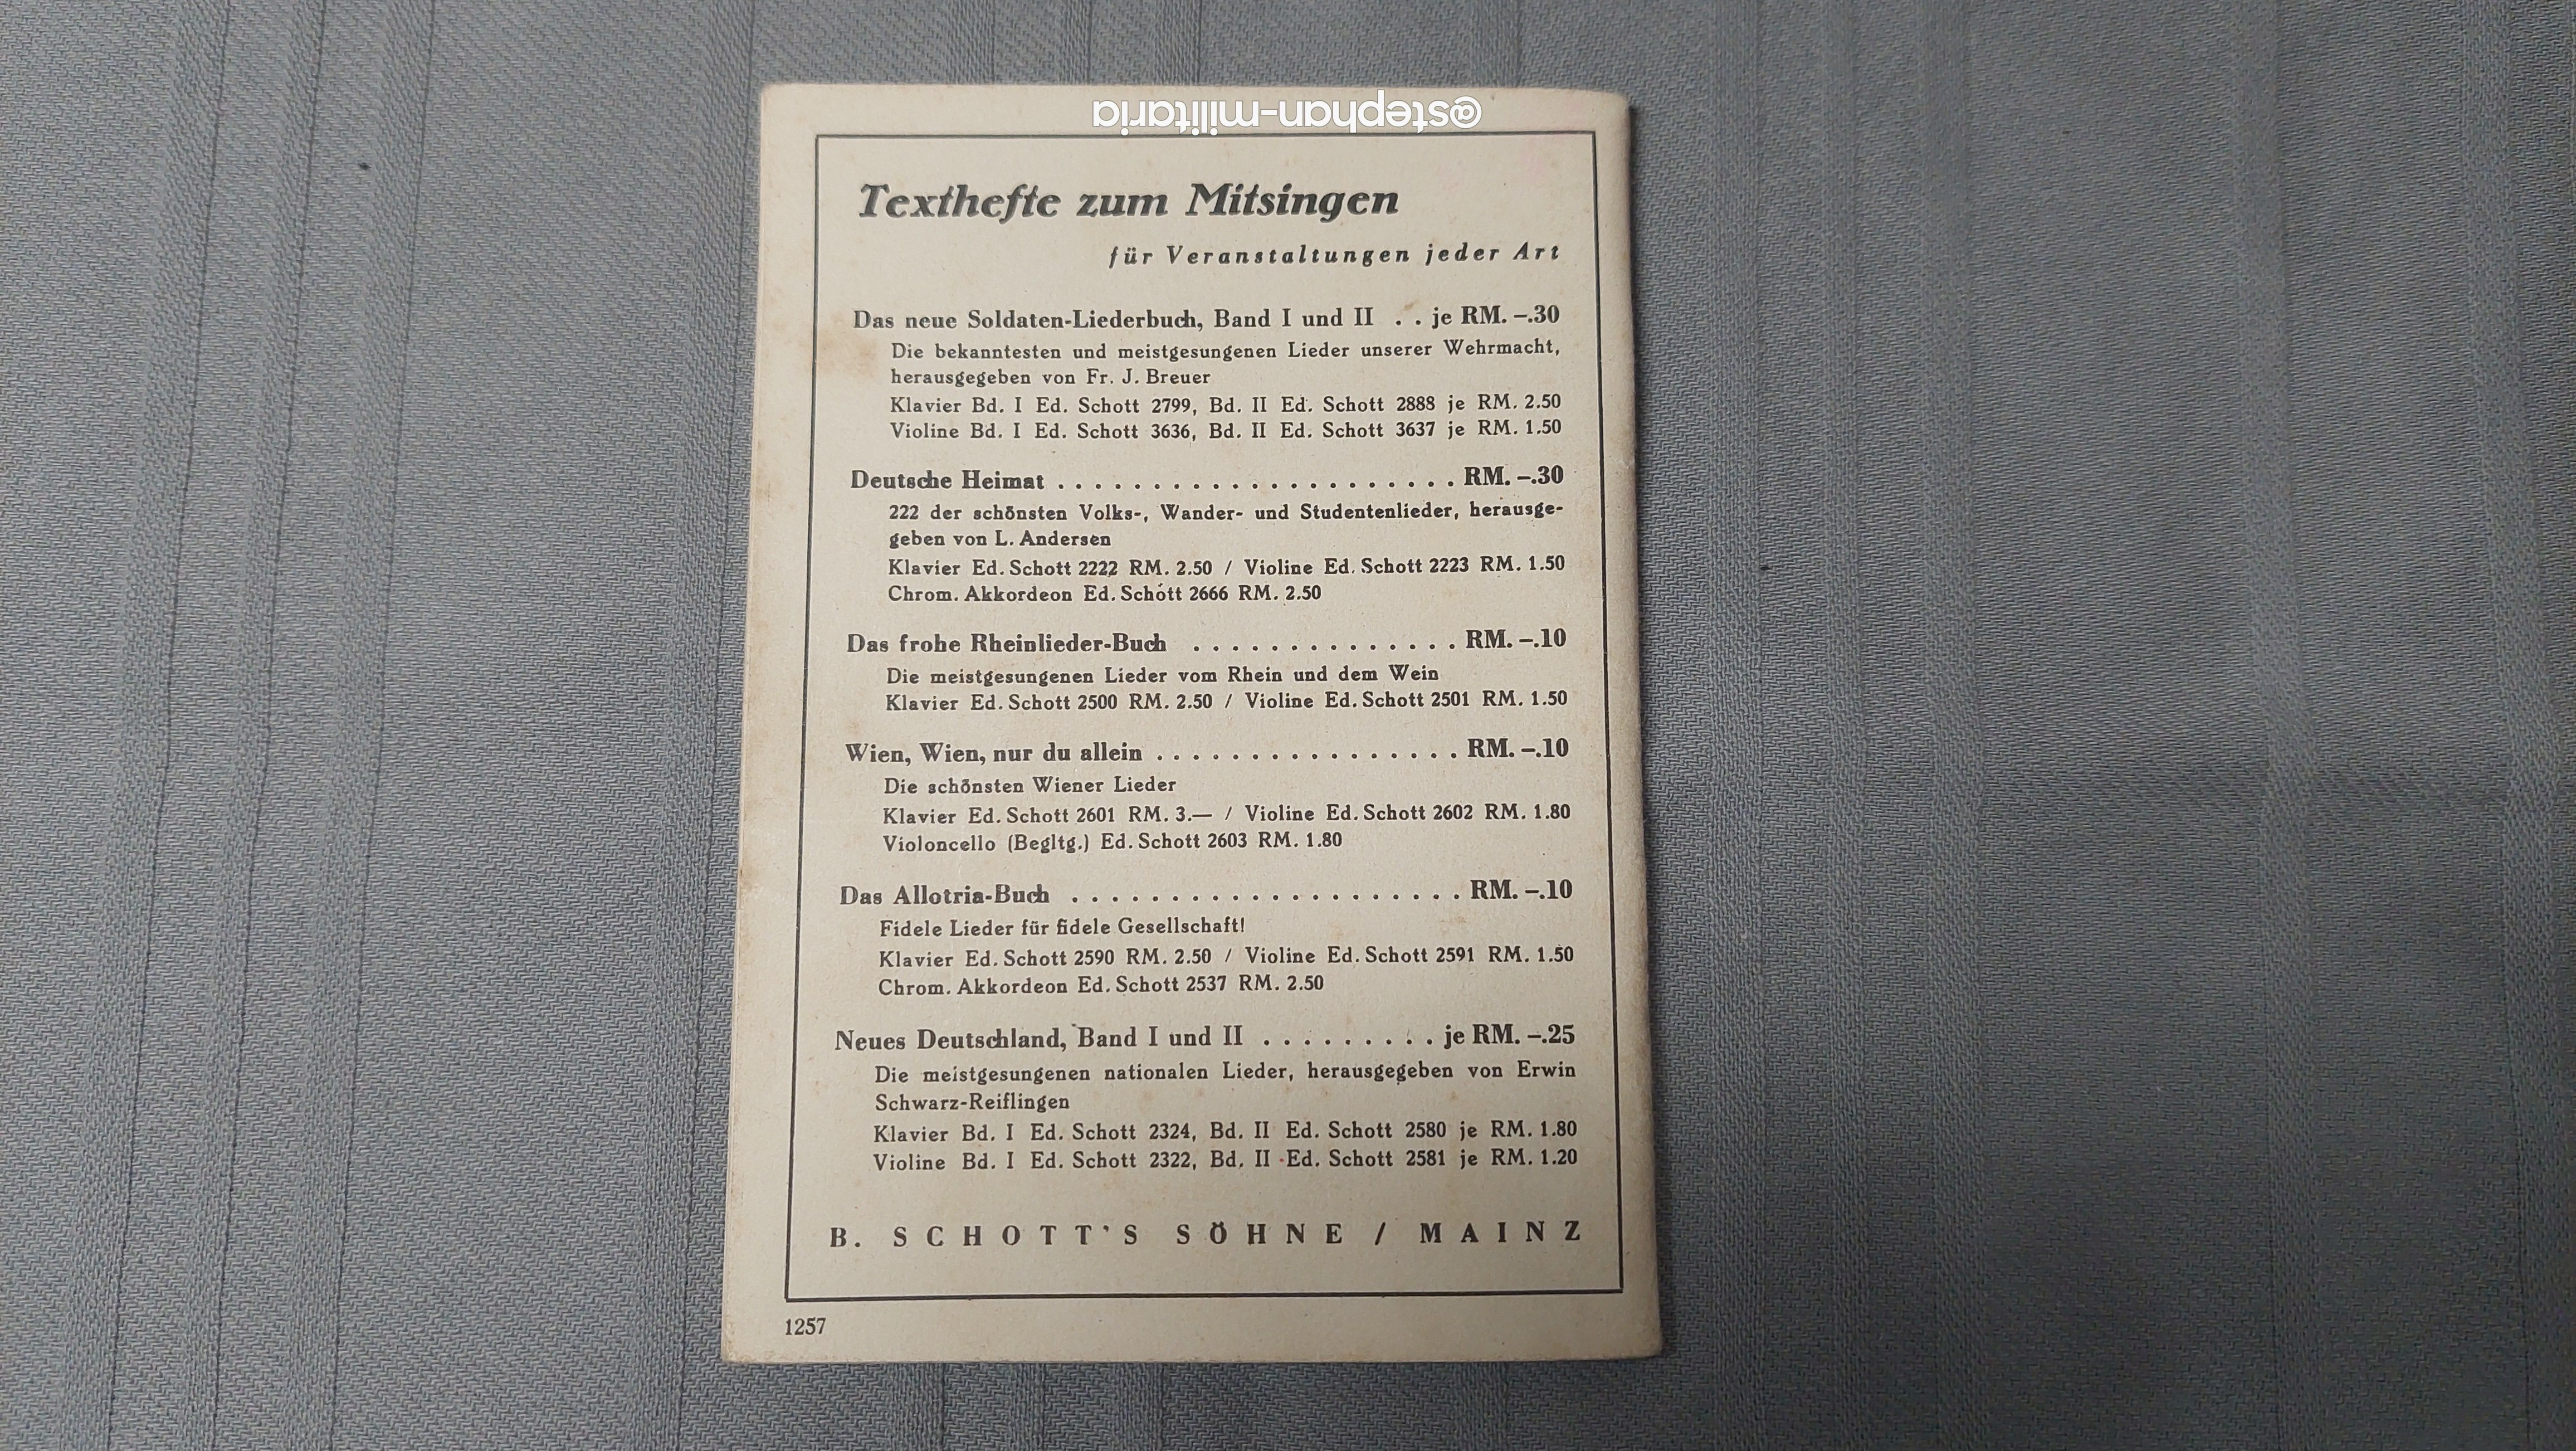 @stephan-militaria
Texthefte zum Mitsingen
für Veranstaltungen jeder Art
Das neue Soldaten-Liederbuch, Band I und II . . je RM. –.30
Die bekanntesten und meistgesungenen Lieder unserer Wehrmacht,
herausgegeben von Fr. J. Breuer
Klavier Bd. I Ed. Schott 2799, Bd. II Ed. Schott 2888 je RM. 2.50
Violine Bd. I Ed. Schott 3636, Bd. II Ed. Schott 3637 je RM. 1.50
Deutsche Heimat . . . . . . . . . . . . . . . . . . . . . RM. –.30
222 der schönsten Volks-, Wander- und Studentenlieder, herausge-
geben von L. Andersen
Klavier Ed. Schott 2222 RM. 2.50 / Violine Ed. Schott 2223 RM. 1.50
Chrom. Akkordeon Ed. Schott 2666 RM. 2.50
Das frohe Rheinlieder-Buch . . . . . . . . . . . . . . RM. –.10
Die meistgesungenen Lieder vom Rhein und dem Wein
Klavier Ed. Schott 2500 RM. 2.50 / Violine Ed. Schott 2501 RM. 1.50
Wien, Wien, nur du allein . . . . . . . . . . . . . . . . RM. –.10
Die schönsten Wiener Lieder
Klavier Ed. Schott 2601 RM. 3.— / Violine Ed. Schott 2602 RM. 1.80
Violoncello (Begltg.) Ed. Schott 2603 RM. 1.80
Das Allotria-Buch . . . . . . . . . . . . . . . . . . . . RM. –.10
Fidele Lieder für fidele Gesellschaft!
Klavier Ed. Schott 2590 RM. 2.50 / Violine Ed. Schott 2591 RM. 1.50
Chrom. Akkordeon Ed. Schott 2537 RM. 2.50
Neues Deutschland, Band I und II . . . . . . . . . je RM. –.25
Die meistgesungenen nationalen Lieder, herausgegeben von Erwin
Schwarz-Reiflingen
Klavier Bd. I Ed. Schott 2324, Bd. II Ed. Schott 2580 je RM. 1.80
Violine Bd. I Ed. Schott 2322, Bd. II Ed. Schott 2581 je RM. 1.20
B. SCHOTT'S SÖHNE / MAINZ
1257